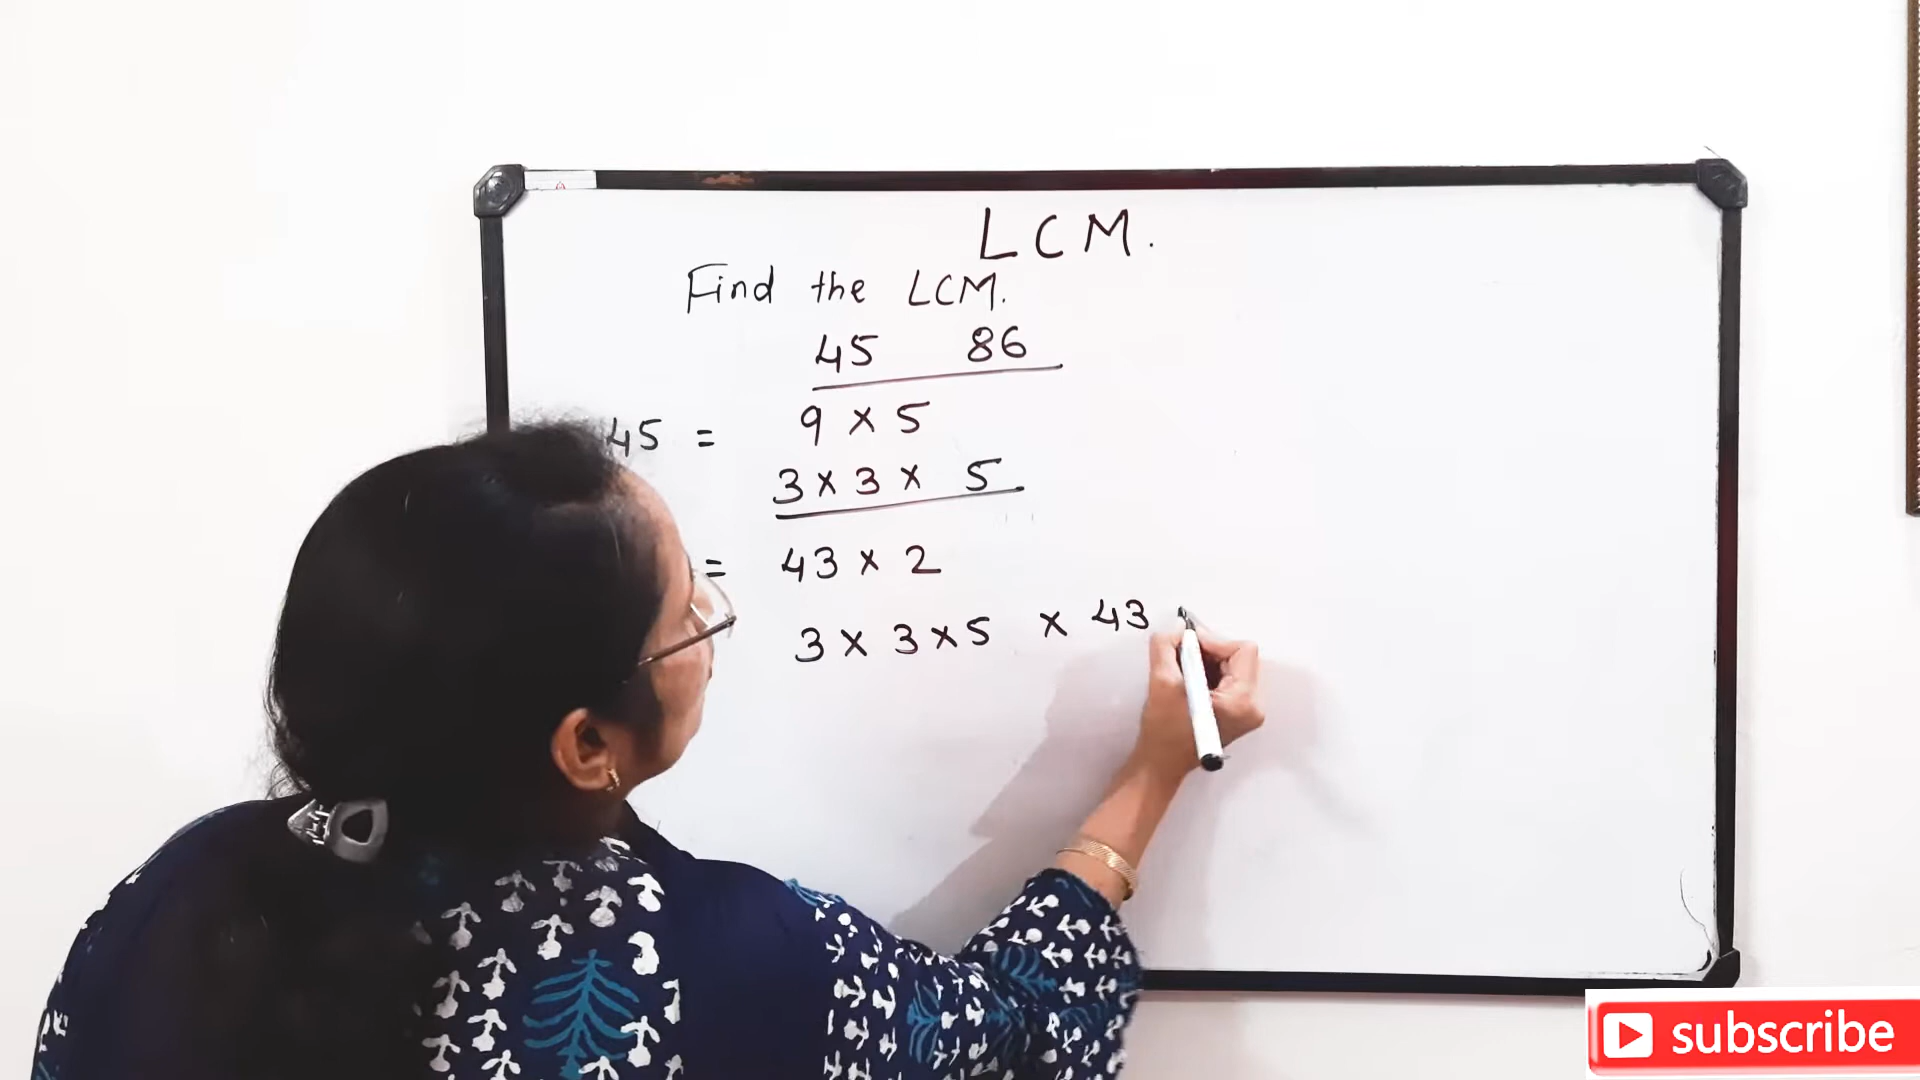 LCM.
Find the LCM.
45 86
45 = 9 × 5
3 × 3 × 5
= 43 × 2
3 × 3 × 5 × 43
subscribe